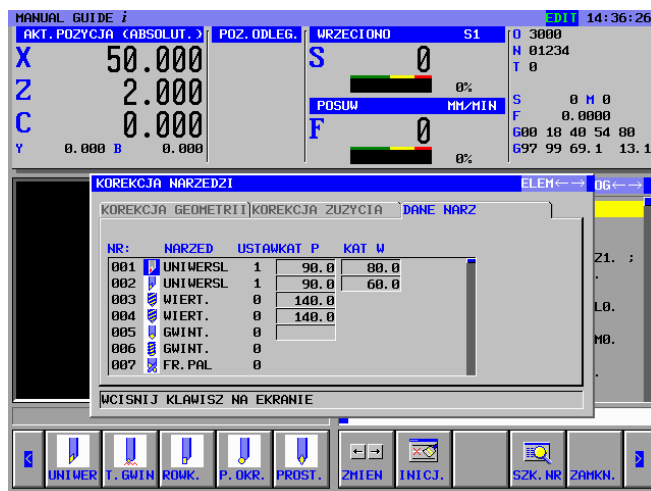 MANUAL GUIDE i EDIT 14:36:26
AKT.POZYCJA (ABSOLUT.) POZ.ODLEG. WRZECIONO S1 O 3000
X 50.000 S 0 N 01234
T 0
Z 2.000 0%
POSUW MM/MIN S 0 M 0
C 0.000 F 0 F 0.0000
G00 18 40 54 80
Y 0.000 B 0.000 0% G97 99 69.1 13.1
KOREKCJA NARZEDZI ELEM←→ OG←→
KOREKCJA GEOMETRII KOREKCJA ZUZYCIA DANE NARZ
NR: NARZED USTAWKAT P KAT W
001 UNIWERSL 1 90.0 80.0
Z1. ;
002 UNIWERSL 1 90.0 60.0
.
003 WIERT. 0 140.0
L0.
004 WIERT. 0 140.0
005 GWINT. 0
M0.
006 GWINT. 0
007 FR.PAL 0
.
WCISNIJ KLAWISZ NA EKRANIE
UNIWER T.GWIN ROWK. P.OKR. PROST. ZMIEN INICJ. SZK.NR ZAMKN.